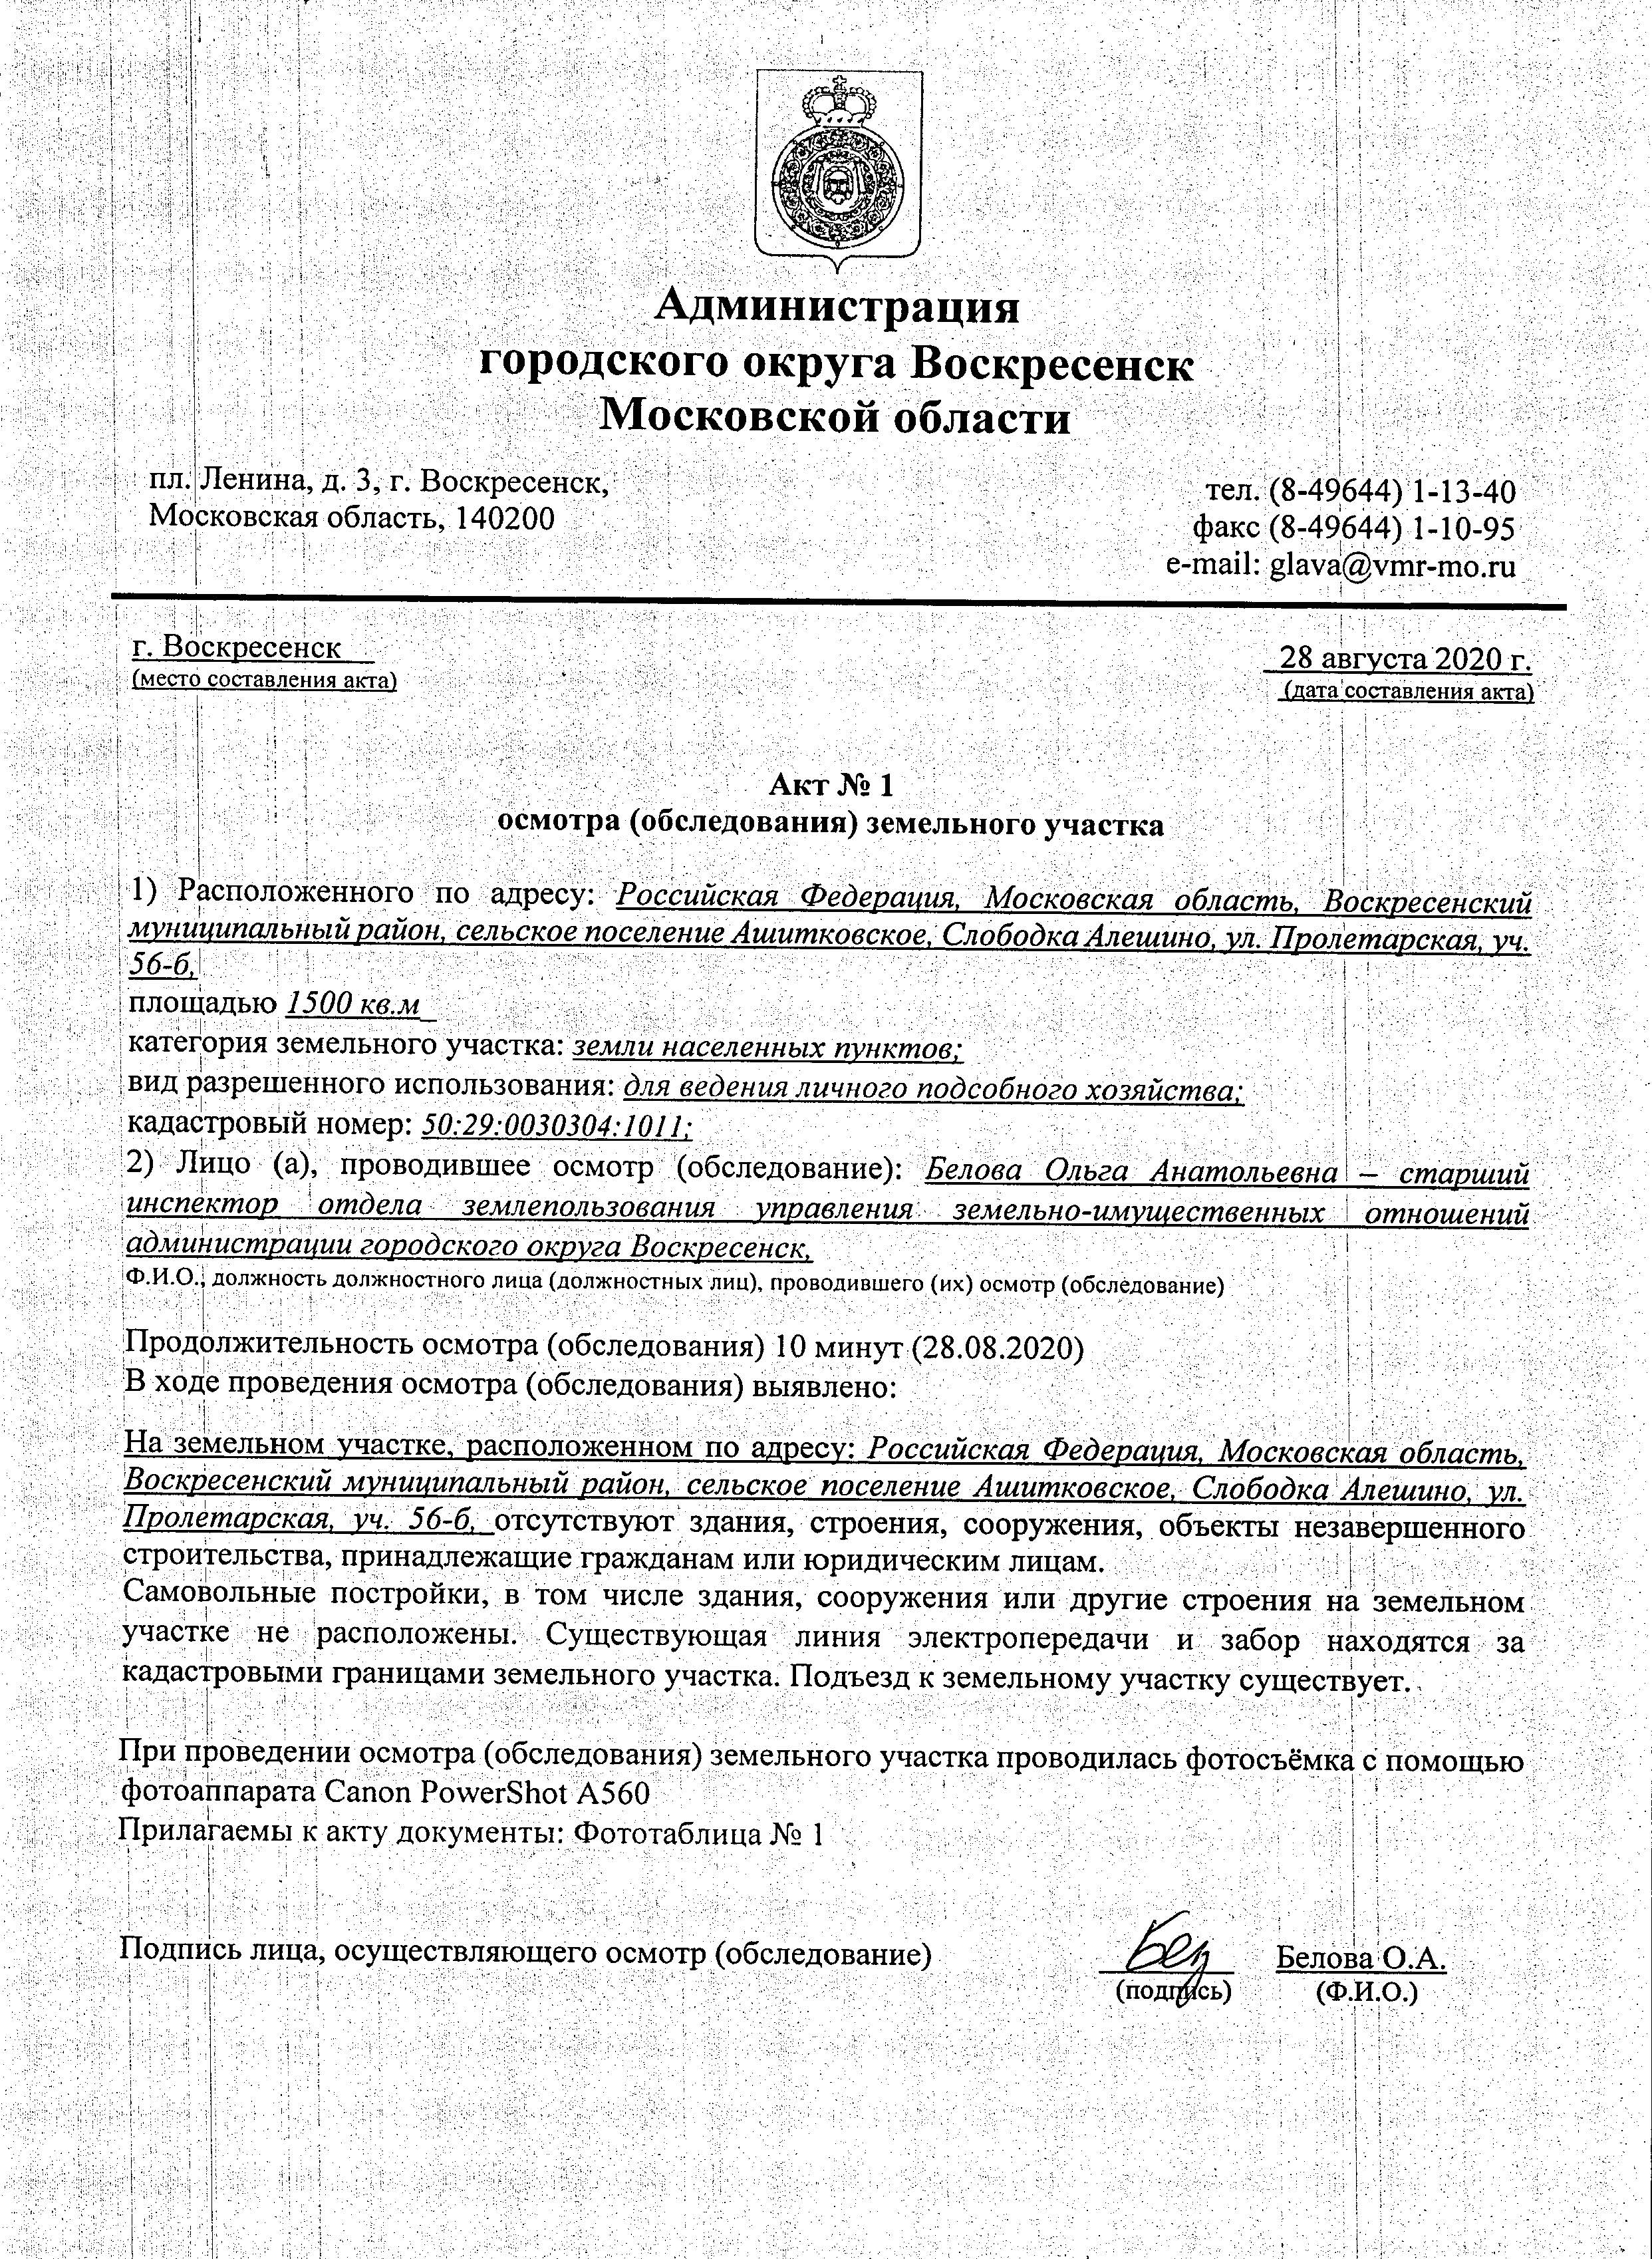 Администрация
городского округа Воскресенск
Московской области
пл. Ленина, д. 3, г. Воскресенск,
Московская область, 140200
тел. (8-49644) 1-13-40
факс (8-49644) 1-10-95
e-mail: glava@vmr-mo.ru
г. Воскресенск
(место составления акта)
28 августа 2020 г.
(дата составления акта)
Акт № 1
осмотра (обследования) земельного участка
1) Расположенного по адресу: Российская Федерация, Московская область, Воскресенский
муниципальный район, сельское поселение Ашитковское, Слободка Алешино, ул. Пролетарская, уч.
56-б,
площадью 1500 кв.м
категория земельного участка: земли населенных пунктов;
вид разрешенного использования: для ведения личного подсобного хозяйства;
кадастровый номер: 50:29:0030304:1011;
2) Лицо (а), проводившее осмотр (обследование): Белова Ольга Анатольевна – старший
инспектор отдела землепользования управления земельно-имущественных отношений
администрации городского округа Воскресенск,
Ф.И.О., должность должностного лица (должностных лиц), проводившего (их) осмотр (обследование)
Продолжительность осмотра (обследования) 10 минут (28.08.2020)
В ходе проведения осмотра (обследования) выявлено:
На земельном участке, расположенном по адресу: Российская Федерация, Московская область,
Воскресенский муниципальный район, сельское поселение Ашитковское, Слободка Алешино, ул.
Пролетарская, уч. 56-б, отсутствуют здания, строения, сооружения, объекты незавершенного
строительства, принадлежащие гражданам или юридическим лицам.
Самовольные постройки, в том числе здания, сооружения или другие строения на земельном
участке не расположены. Существующая линия электропередачи и забор находятся за
кадастровыми границами земельного участка. Подъезд к земельному участку существует.
При проведении осмотра (обследования) земельного участка проводилась фотосъёмка с помощью
фотоаппарата Canon PowerShot A560
Прилагаемы к акту документы: Фототаблица № 1
Подпись лица, осуществляющего осмотр (обследование)
Белова О.А.
(подпись)
(Ф.И.О.)